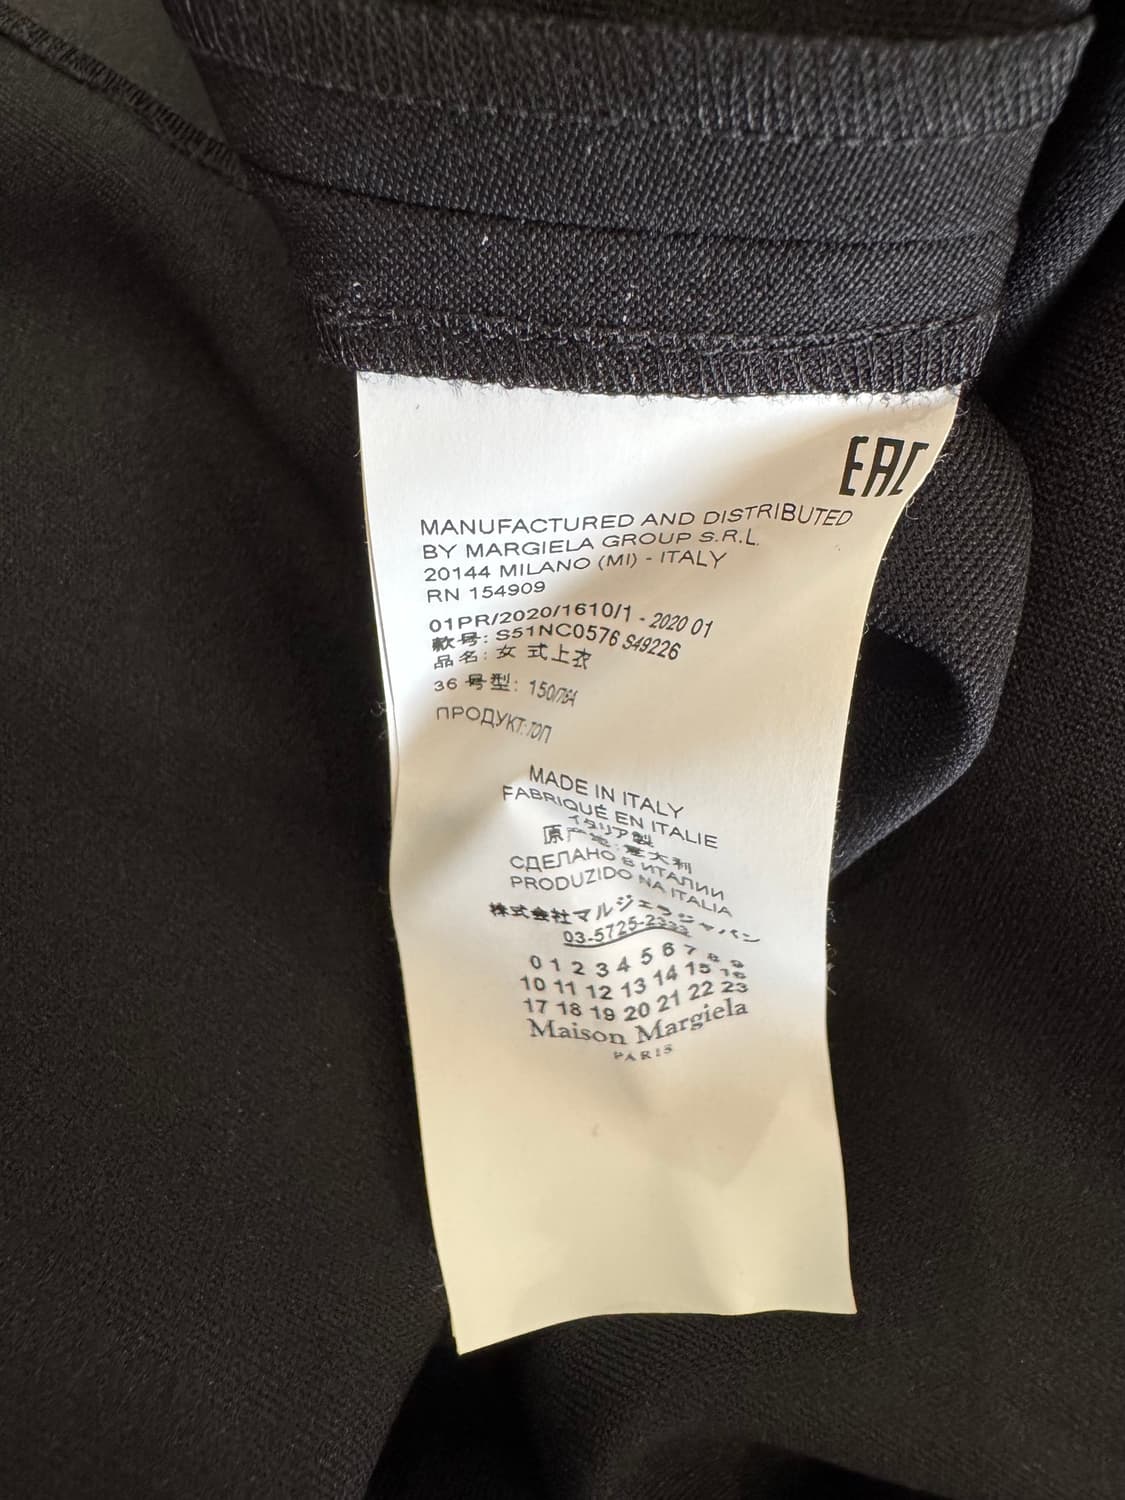 EAC
MANUFACTURED AND DISTRIBUTED
BY MARGIELA GROUP S.R.L.
20144 MILANO (MI) - ITALY
RN 154909
01PR/2020/1610/1 - 2020 01
款号: S51NC0576 S49226
品名: 女 式上衣
36 号型: 150/76A
ПРОДУКТ: ТОП
MADE IN ITALY
FABRIQUÉ EN ITALIE
イタリア製
原产地: 意大利
СДЕЛАНО В ИТАЛИИ
PRODUZIDO NA ITALIA
株式会社マルジェラジャパン
03-5725-2333
0 1 2 3 4 5 6 7 8 9
10 11 12 13 14 15 16
17 18 19 20 21 22 23
Maison Margiela
PARIS